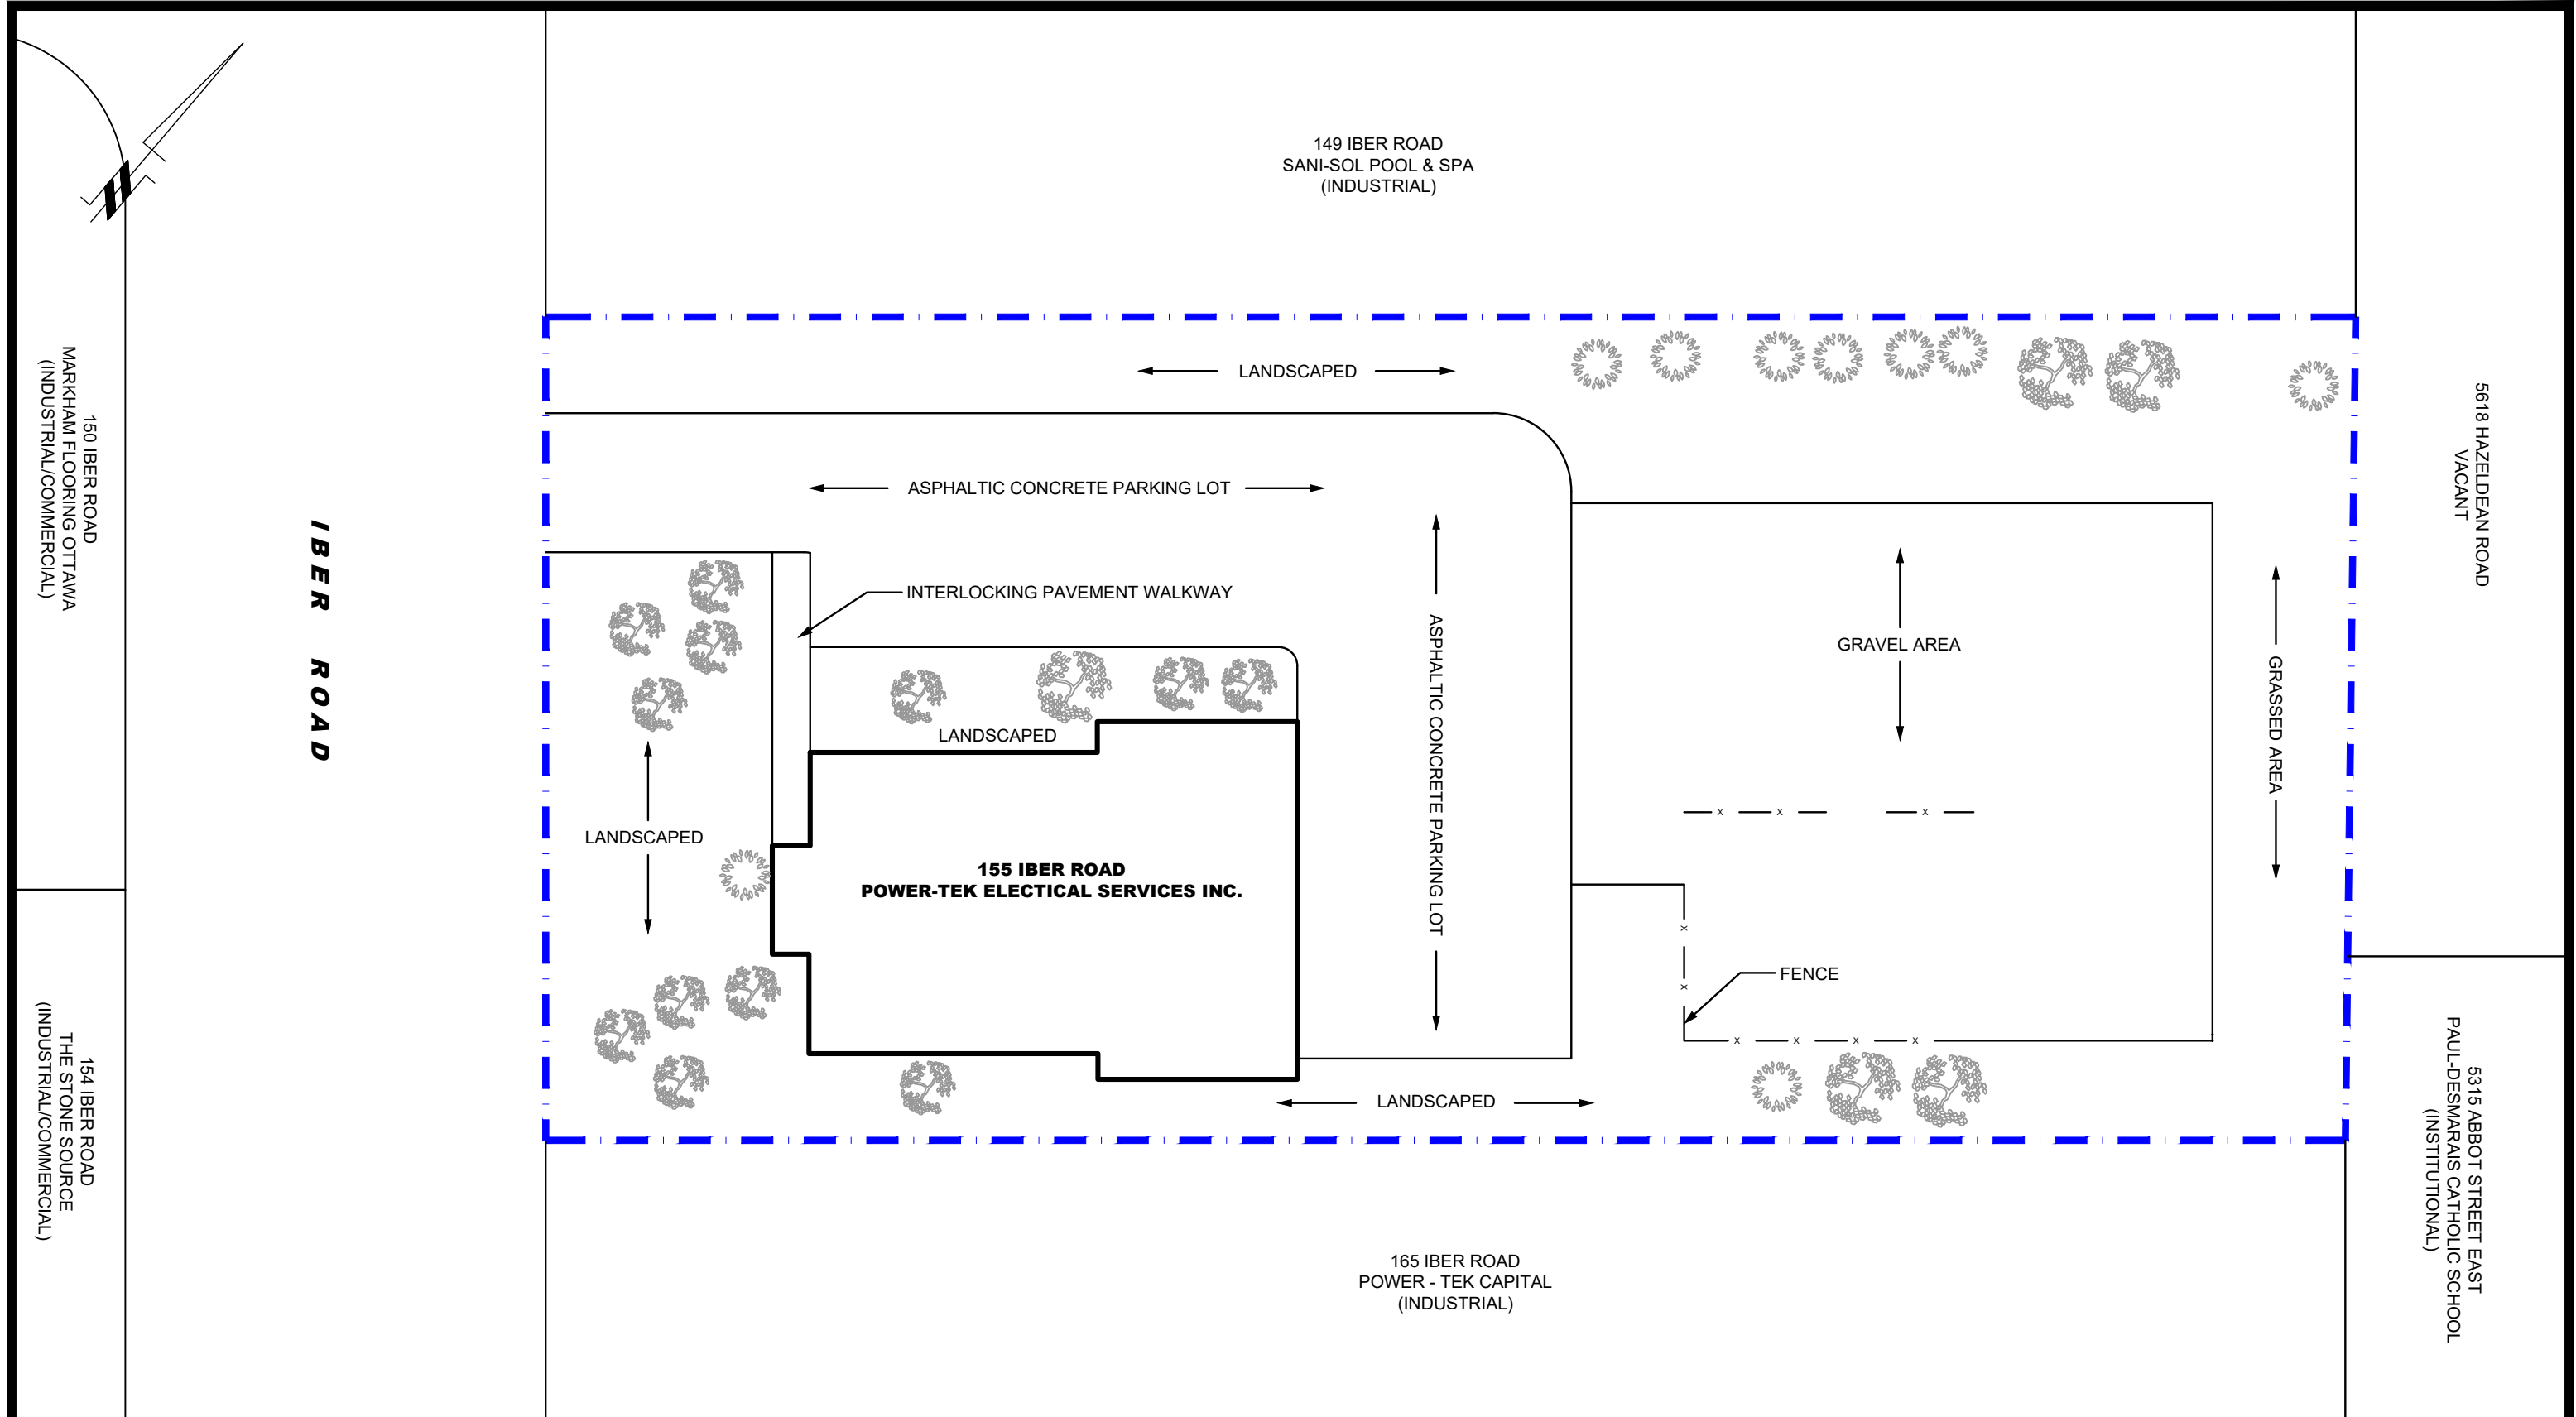 149 IBER ROAD
SANI-SOL POOL & SPA
(INDUSTRIAL)
150 IBER ROAD
MARKHAM FLOORING OTTAWA
(INDUSTRIAL/COMMERCIAL)
IBER ROAD
LANDSCAPED
5618 HAZELDEAN ROAD
VACANT
ASPHALTIC CONCRETE PARKING LOT
INTERLOCKING PAVEMENT WALKWAY
ASPHALTIC CONCRETE PARKING LOT
GRAVEL AREA
GRASSED AREA
LANDSCAPED
LANDSCAPED
155 IBER ROAD
POWER-TEK ELECTICAL SERVICES INC.
x x x
x
x
FENCE
x x x x
LANDSCAPED
154 IBER ROAD
THE STONE SOURCE
(INDUSTRIAL/COMMERCIAL)
5315 ABBOT STREET EAST
PAUL-DESMARAIS CATHOLIC SCHOOL
(INSTITUTIONAL)
165 IBER ROAD
POWER - TEK CAPITAL
(INDUSTRIAL)